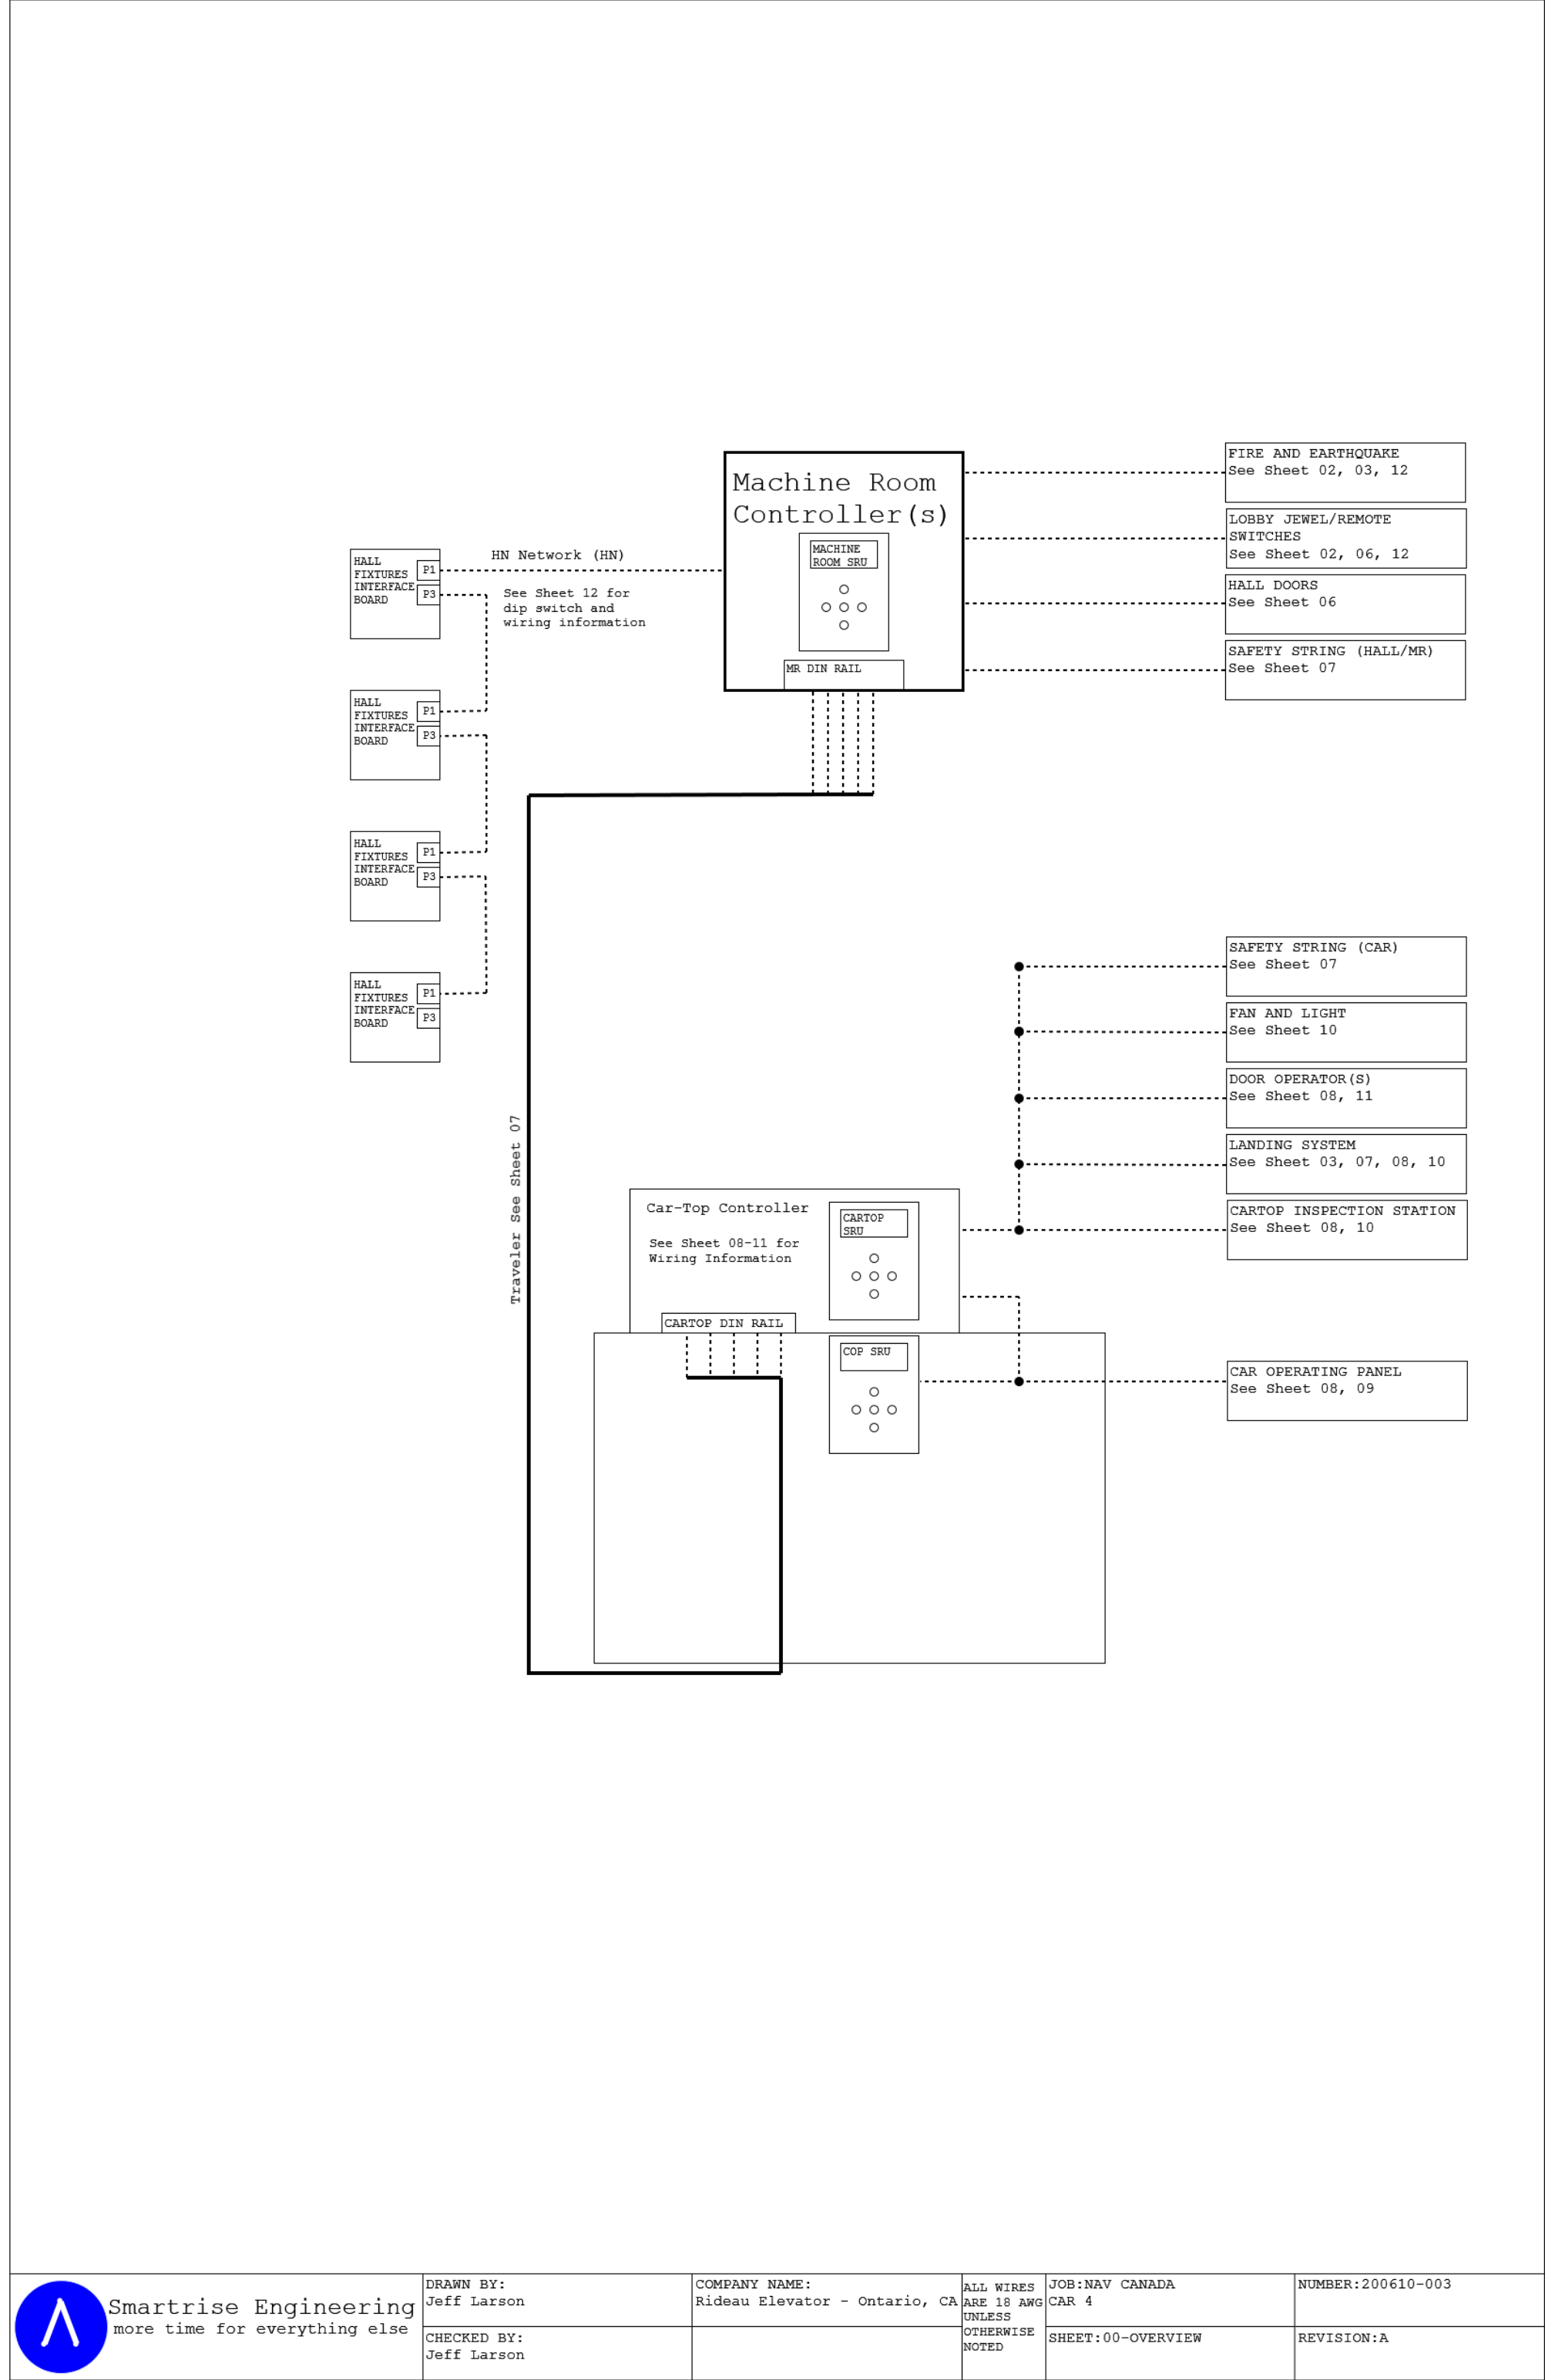 Machine Room
Controller(s)
MACHINE
ROOM SRU
MR DIN RAIL
FIRE AND EARTHQUAKE
See Sheet 02, 03, 12
LOBBY JEWEL/REMOTE
SWITCHES
See Sheet 02, 06, 12
HALL DOORS
See Sheet 06
SAFETY STRING (HALL/MR)
See Sheet 07
HN Network (HN)
See Sheet 12 for
dip switch and
wiring information
HALL
FIXTURES
INTERFACE
BOARD
P1
P3
HALL
FIXTURES
INTERFACE
BOARD
P1
P3
HALL
FIXTURES
INTERFACE
BOARD
P1
P3
HALL
FIXTURES
INTERFACE
BOARD
P1
P3
Traveler See Sheet 07
SAFETY STRING (CAR)
See Sheet 07
FAN AND LIGHT
See Sheet 10
DOOR OPERATOR(S)
See Sheet 08, 11
LANDING SYSTEM
See Sheet 03, 07, 08, 10
CARTOP INSPECTION STATION
See Sheet 08, 10
Car-Top Controller
See Sheet 08-11 for
Wiring Information
CARTOP
SRU
CARTOP DIN RAIL
COP SRU
CAR OPERATING PANEL
See Sheet 08, 09
Smartrise Engineering
more time for everything else
DRAWN BY:
Jeff Larson
CHECKED BY:
Jeff Larson
COMPANY NAME:
Rideau Elevator - Ontario, CA
ALL WIRES
ARE 18 AWG
UNLESS
OTHERWISE
NOTED
JOB:NAV CANADA
CAR 4
SHEET:00-OVERVIEW
NUMBER:200610-003
REVISION:A